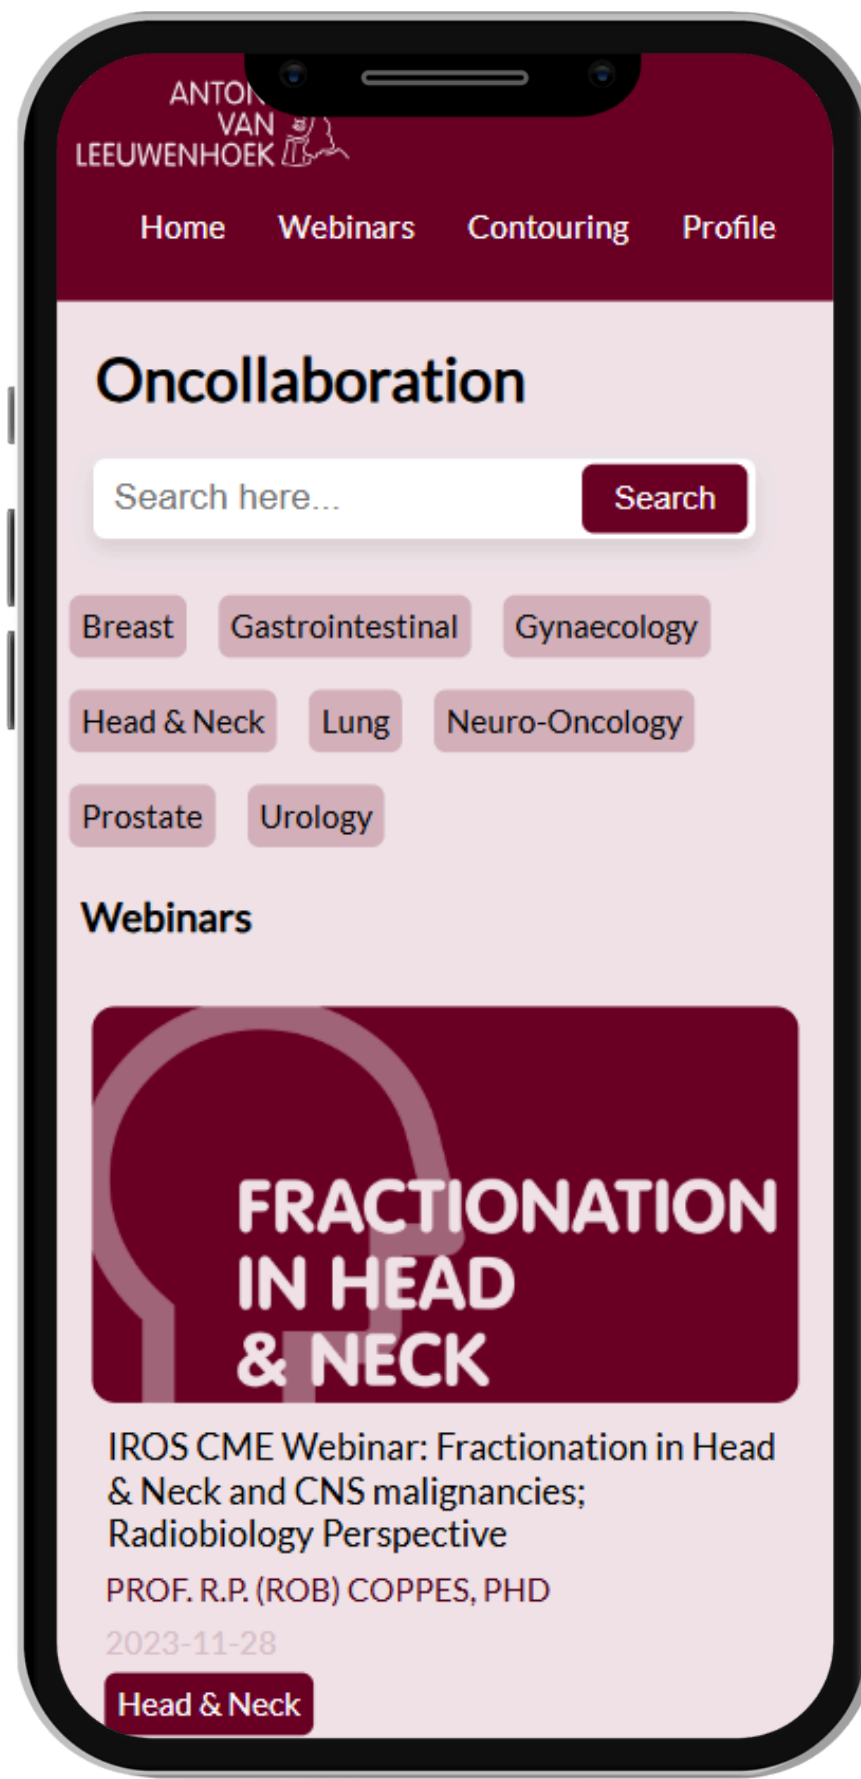 VAN
LEEUWENHOEK
Home Webinars Contouring Profile
Oncollaboration
Search here... Search
Breast Gastrointestinal Gynaecology
Head & Neck Lung Neuro-Oncology
Prostate Urology
Webinars
FRACTIONATION
IN HEAD
& NECK
IROS CME Webinar: Fractionation in Head
& Neck and CNS malignancies;
Radiobiology Perspective
PROF. R.P. (ROB) COPPES, PHD
2023-11-28
Head & Neck